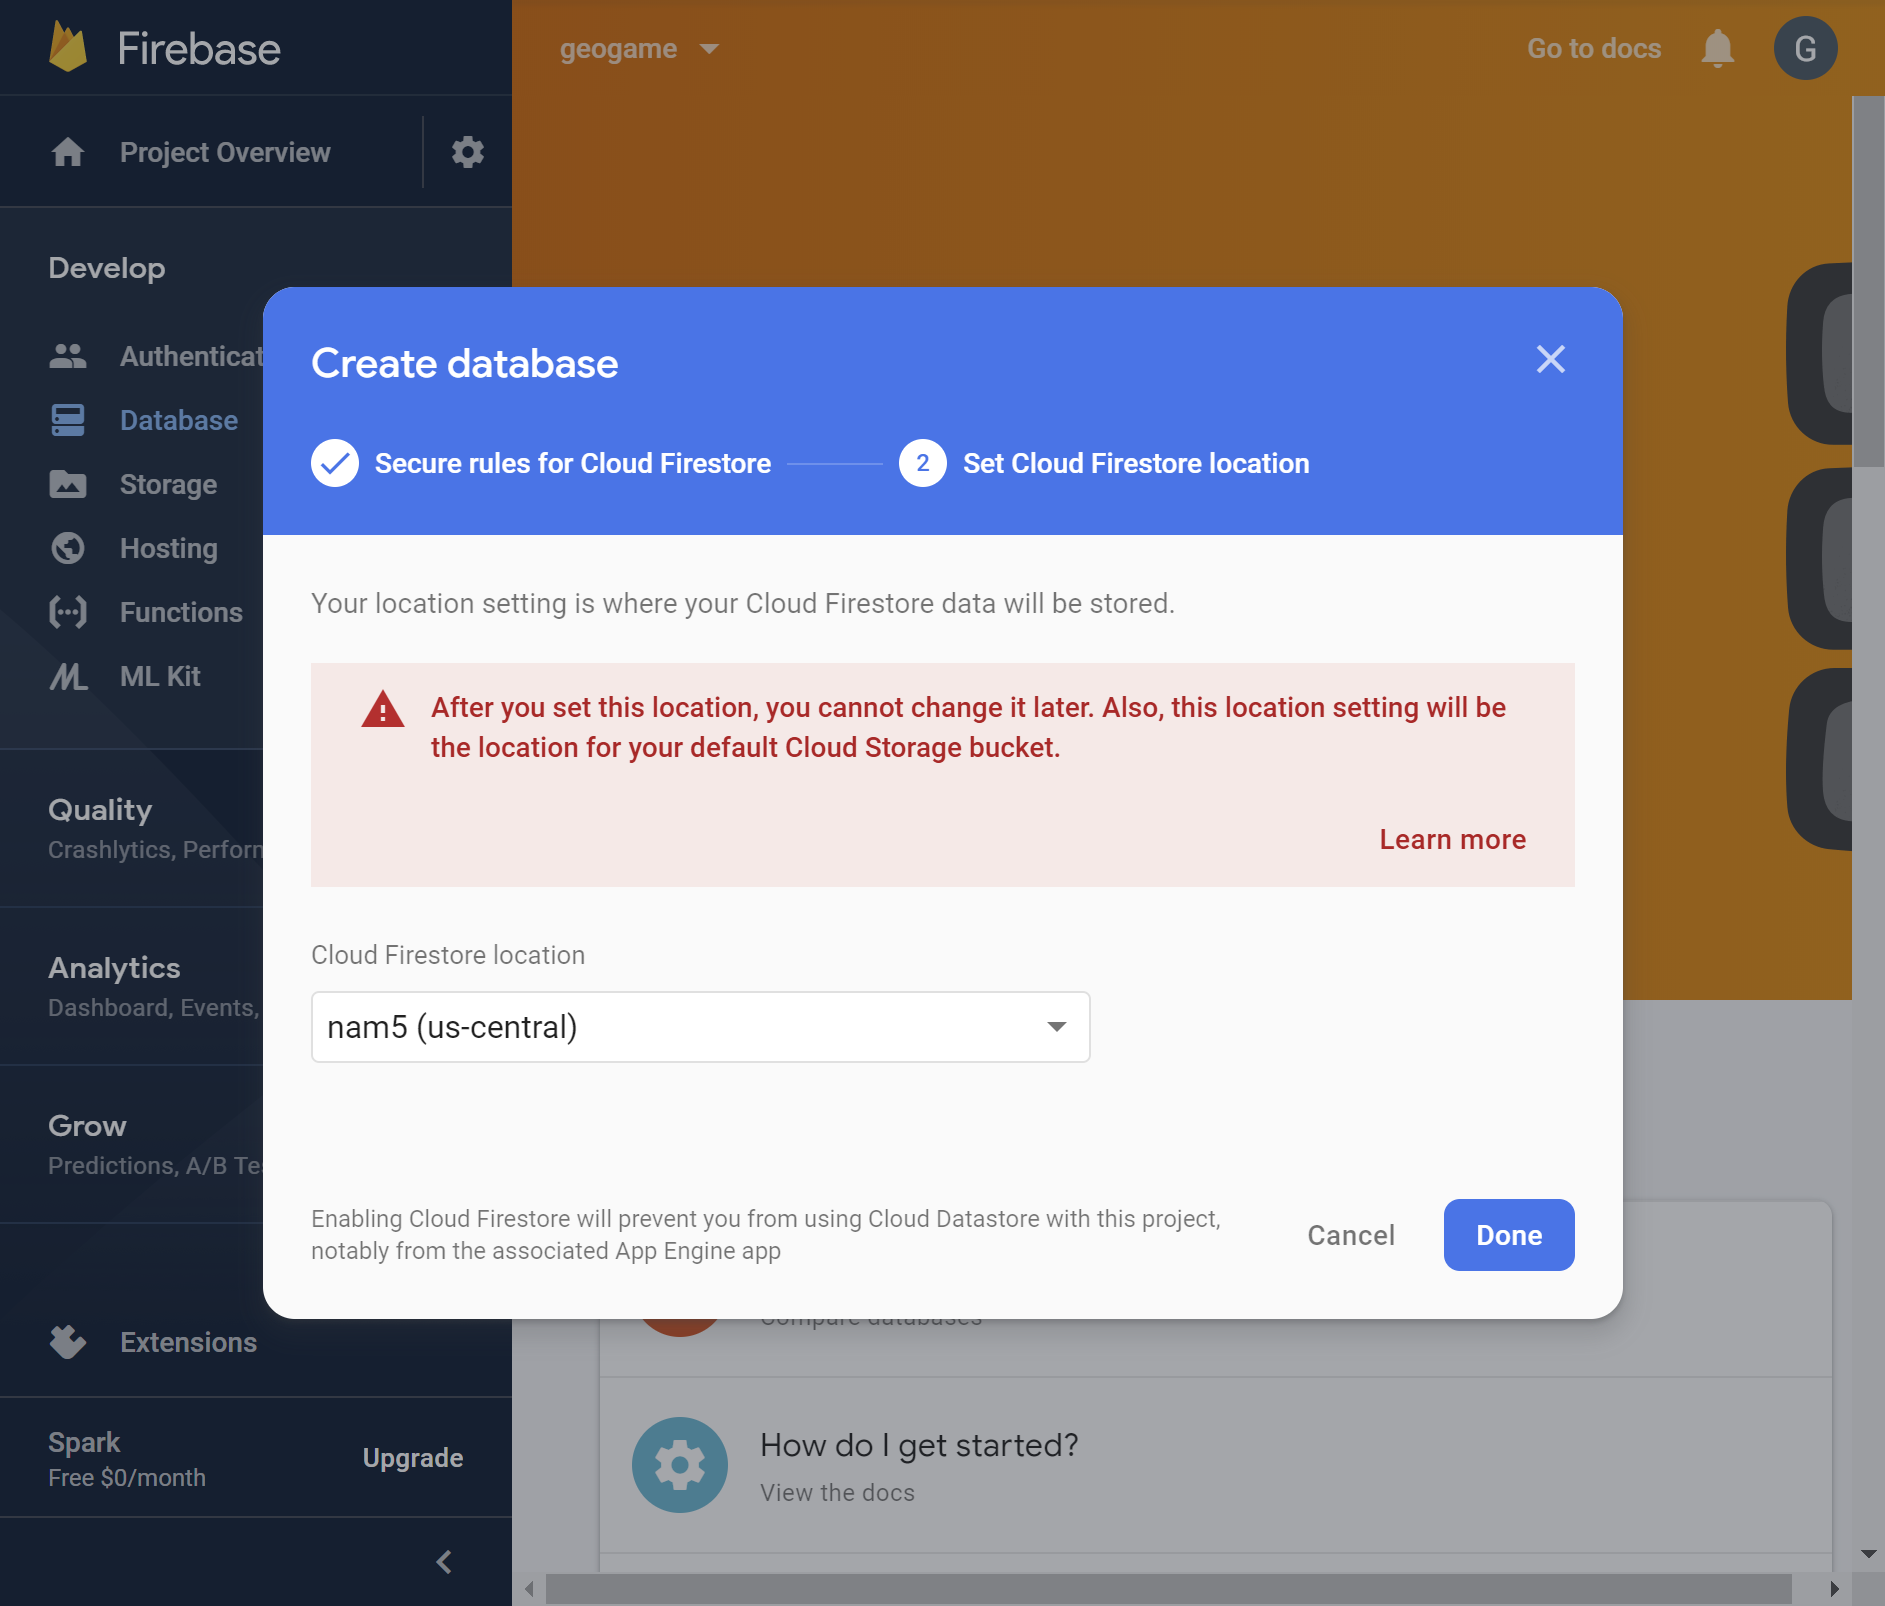 Firebase
geogame
Go to docs
G
Project Overview
Develop
Authenticat
Database
Storage
Hosting
Functions
ML Kit
Quality
Crashlytics, Perforn
Analytics
Dashboard, Events,
Grow
Predictions, A/B Te
Extensions
Spark
Free $0/month
Upgrade
Create database
Secure rules for Cloud Firestore
2
Set Cloud Firestore location
Your location setting is where your Cloud Firestore data will be stored.
After you set this location, you cannot change it later. Also, this location setting will be
the location for your default Cloud Storage bucket.
Learn more
Cloud Firestore location
nam5 (us-central)
Enabling Cloud Firestore will prevent you from using Cloud Datastore with this project,
notably from the associated App Engine app
Cancel
Done
Compare databases
How do I get started?
View the docs